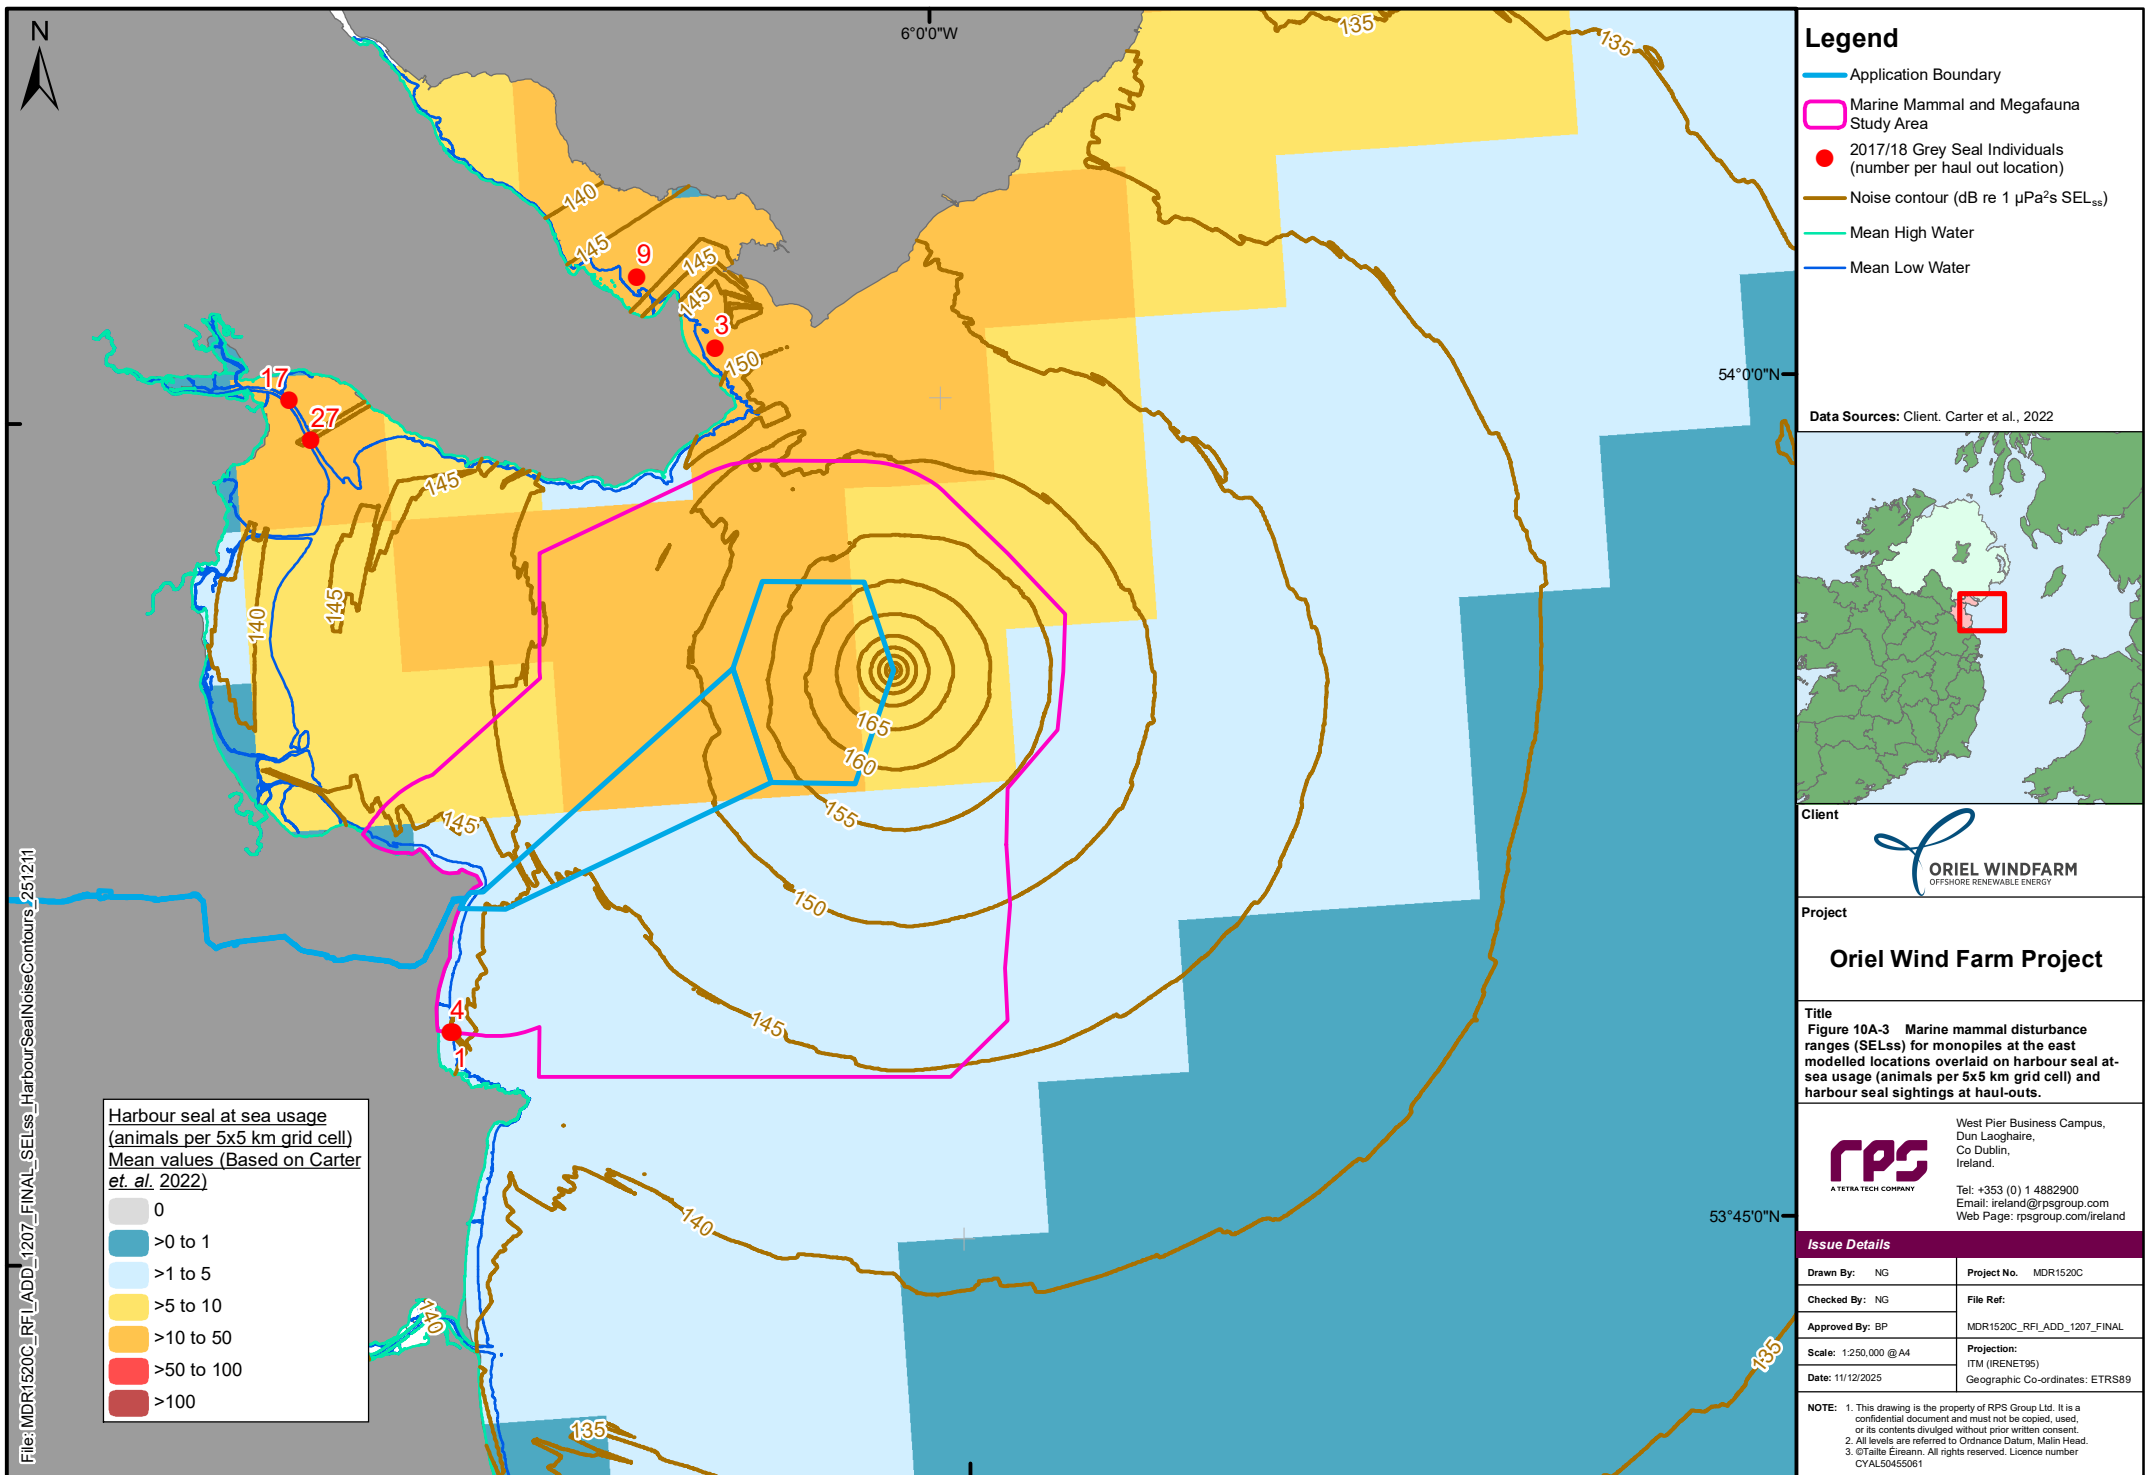 N
6°0'0"W
135
135
140
145
9
145
145
3
150
17
27
145
54°0'0"N
140
145
165
160
155
145
150
4
1
145
140
53°45'0"N
140
135
135
File: MDR1520C_RFI_ADD_1207_FINAL_SELss_HarbourSealNoiseContours_251211
Harbour seal at sea usage
(animals per 5x5 km grid cell)
Mean values (Based on Carter
et. al. 2022)
0
>0 to 1
>1 to 5
>5 to 10
>10 to 50
>50 to 100
>100
Legend
Application Boundary
Marine Mammal and Megafauna
Study Area
2017/18 Grey Seal Individuals
(number per haul out location)
Noise contour (dB re 1 µPa²s SELss)
Mean High Water
Mean Low Water
Data Sources: Client. Carter et al., 2022
Client
ORIEL WINDFARM
OFFSHORE RENEWABLE ENERGY
Project
Oriel Wind Farm Project
Title
Figure 10A-3 Marine mammal disturbance
ranges (SELss) for monopiles at the east
modelled locations overlaid on harbour seal at-
sea usage (animals per 5x5 km grid cell) and
harbour seal sightings at haul-outs.
rps
A TETRA TECH COMPANY
West Pier Business Campus,
Dun Laoghaire,
Co Dublin,
Ireland.
Tel: +353 (0) 1 4882900
Email: ireland@rpsgroup.com
Web Page: rpsgroup.com/ireland
Issue Details
Drawn By: NG
Project No. MDR1520C
Checked By: NG
File Ref:
Approved By: BP
MDR1520C_RFI_ADD_1207_FINAL
Scale: 1:250,000 @A4
Projection:
ITM (IRENET95)
Date: 11/12/2025
Geographic Co-ordinates: ETRS89
NOTE: 1. This drawing is the property of RPS Group Ltd. It is a
confidential document and must not be copied, used,
or its contents divulged without prior written consent.
2. All levels are referred to Ordnance Datum, Malin Head.
3. ©Tailte Éireann. All rights reserved. Licence number
CYAL50455061